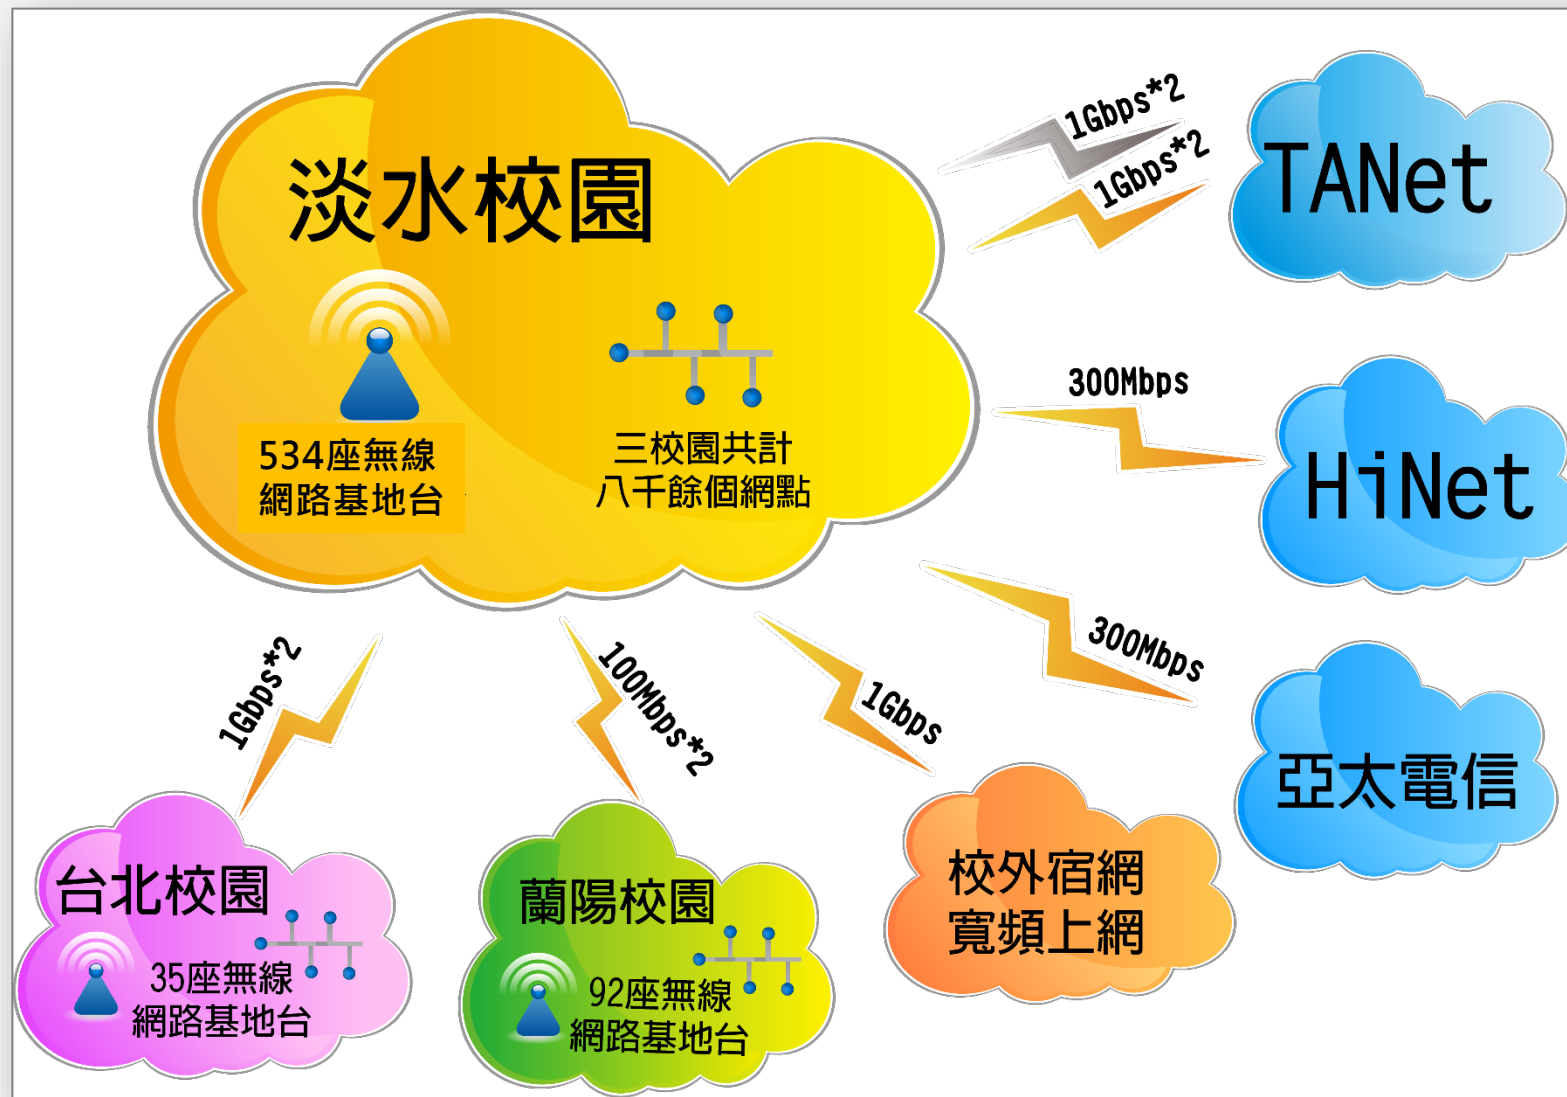 淡水校園
534座無線
網路基地台
三校園共計
八千餘個網點
1Gbps*2
1Gbps*2
TANet
300Mbps
HiNet
300Mbps
亞太電信
1Gbps*2
100Mbps*2
1Gbps
台北校園
35座無線
網路基地台
蘭陽校園
92座無線
網路基地台
校外宿網
寬頻上網